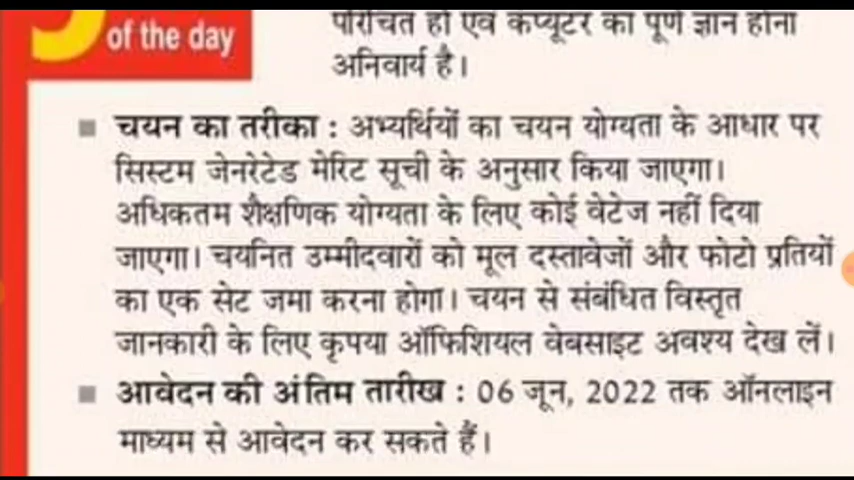 of the day
परिचित हो एवं कंप्यूटर का पूर्ण ज्ञान होना
अनिवार्य है।
चयन का तरीका : अभ्यर्थियों का चयन योग्यता के आधार पर
सिस्टम जेनरेटेड मेरिट सूची के अनुसार किया जाएगा।
अधिकतम शैक्षणिक योग्यता के लिए कोई वेटेज नहीं दिया
जाएगा। चयनित उम्मीदवारों को मूल दस्तावेजों और फोटो प्रतियों
का एक सेट जमा करना होगा। चयन से संबंधित विस्तृत
जानकारी के लिए कृपया ऑफिशियल वेबसाइट अवश्य देख लें।
आवेदन की अंतिम तारीख : 06 जून, 2022 तक ऑनलाइन
माध्यम से आवेदन कर सकते हैं।